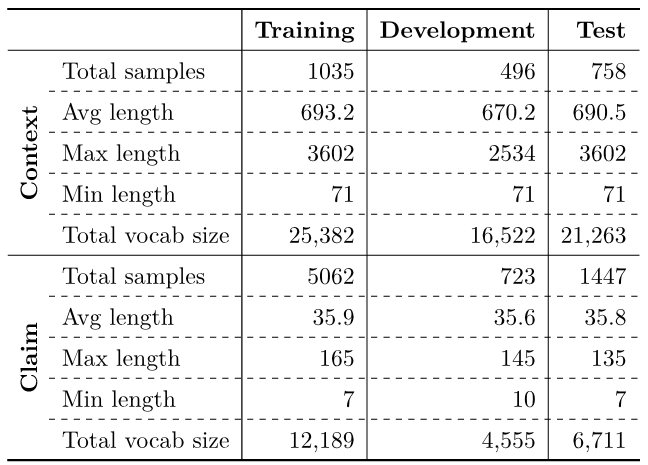 Training Development Test
Context
Total samples 1035 496 758
Avg length 693.2 670.2 690.5
Max length 3602 2534 3602
Min length 71 71 71
Total vocab size 25,382 16,522 21,263
Claim
Total samples 5062 723 1447
Avg length 35.9 35.6 35.8
Max length 165 145 135
Min length 7 10 7
Total vocab size 12,189 4,555 6,711